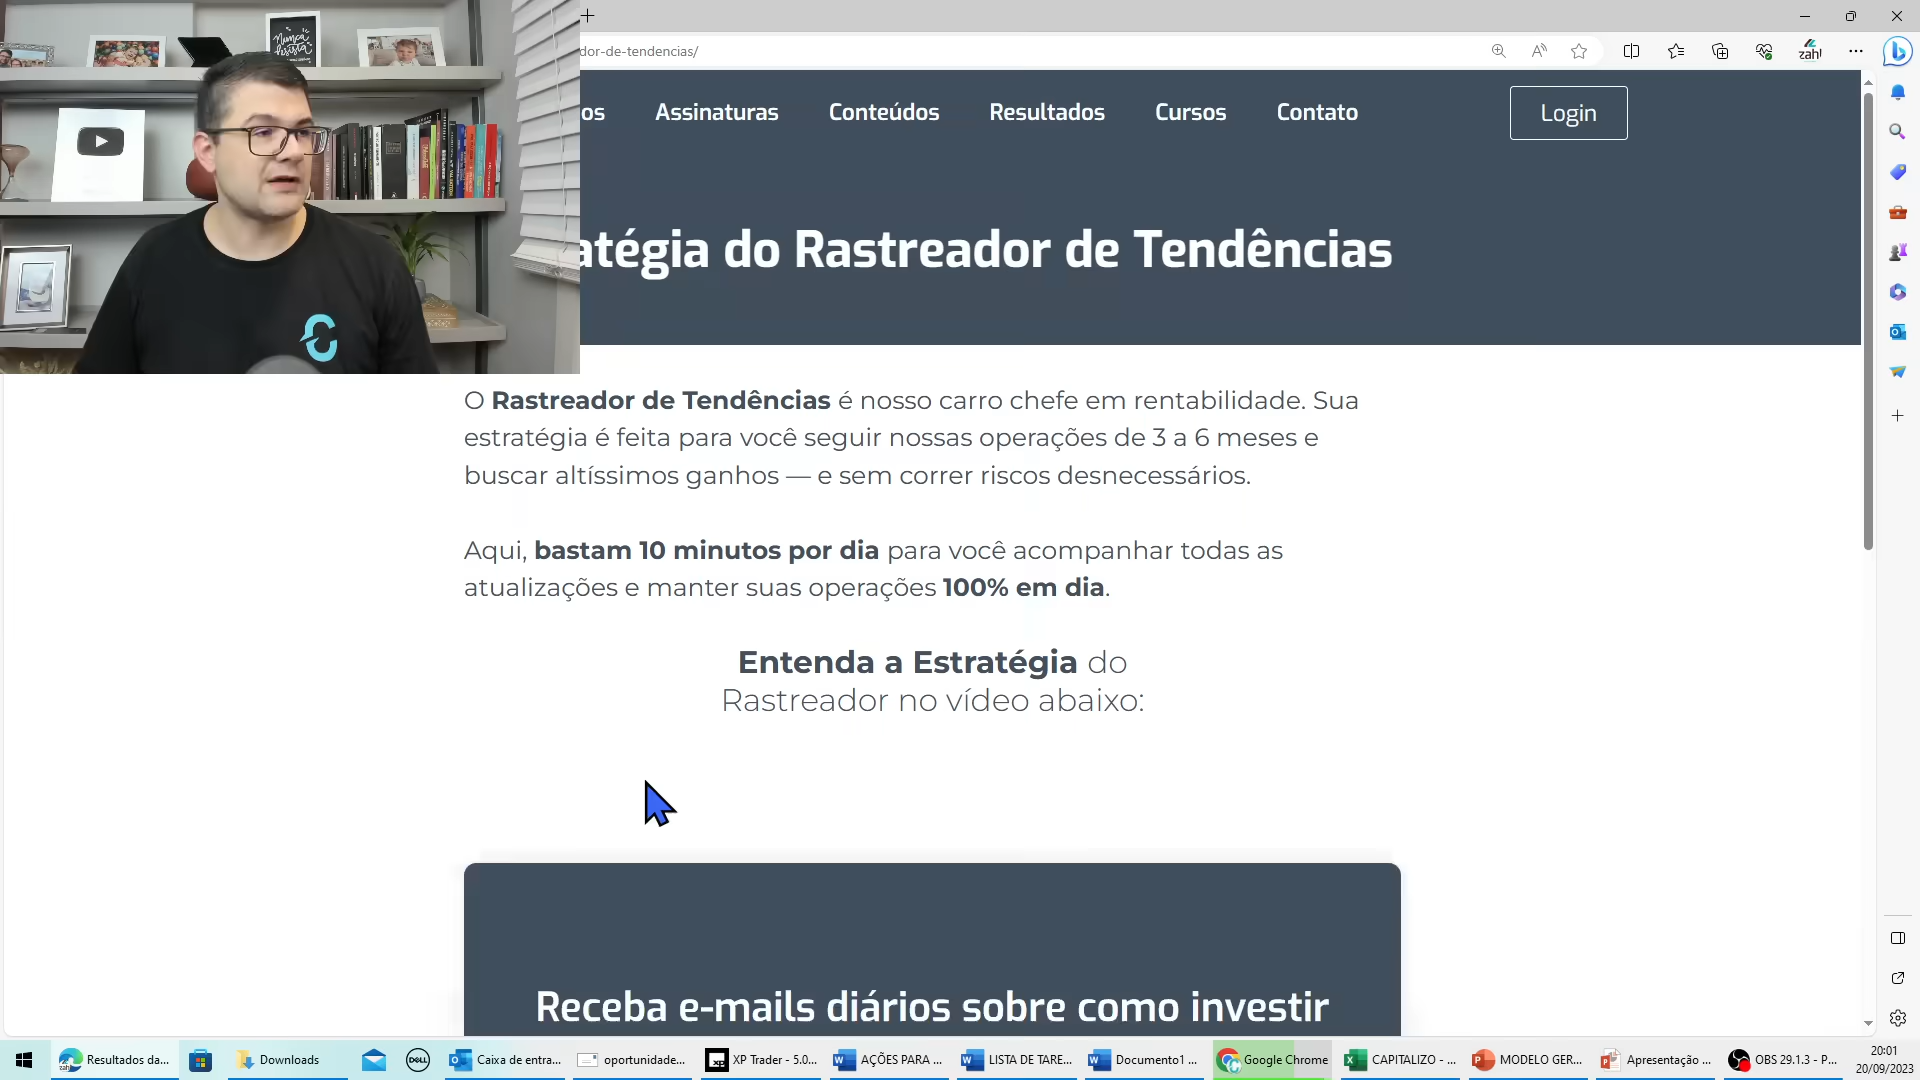 Nunca
desista
dor-de-tendencias/
zah!
os Assinaturas Conteúdos Resultados Cursos Contato Login
atégia do Rastreador de Tendências
O Rastreador de Tendências é nosso carro chefe em rentabilidade. Sua
estratégia é feita para você seguir nossas operações de 3 a 6 meses e
buscar altíssimos ganhos — e sem correr riscos desnecessários.
Aqui, bastam 10 minutos por dia para você acompanhar todas as
atualizações e manter suas operações 100% em dia.
Entenda a Estratégia do
Rastreador no vídeo abaixo:
Receba e-mails diários sobre como investir
Resultados da... Downloads DELL Caixa de entra... oportunidade... XP Trader - 5.0... AÇÕES PARA ... LISTA DE TARE... Documento1 ... Google Chrome CAPITALIZO - ... MODELO GER... Apresentação ... OBS 29.1.3 - P... 20:01
20/09/2023